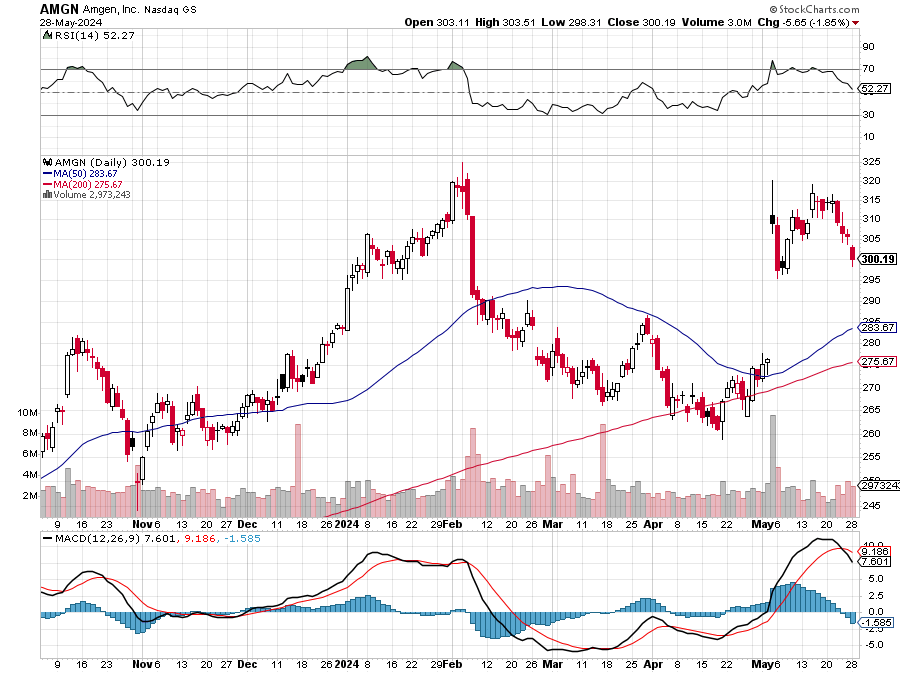 AMGN Amgen, Inc. Nasdaq GS
© StockCharts.com
28-May-2024
Open 303.11 High 303.51 Low 298.31 Close 300.19 Volume 3.0M Chg -5.65 (-1.85%)
RSI(14) 52.27
90
70
52.27
30
10
AMGN (Daily) 300.19
MA(50) 283.67
MA(200) 275.67
Volume 2,973,243
325
320
315
310
305
300.19
295
290
285
283.67
280
275.67
270
265
260
255
250
2973243
245
10M
8M
6M
4M
2M
9 16 23 Nov 6 13 20 27 Dec 11 18 26 2024 8 16 22 29 Feb 12 20 26 Mar 11 18 25 Apr 8 15 22 May 6 13 20 28
MACD(12,26,9) 7.601, 9.186, -1.585
10.0
9.186
7.601
5.0
2.5
0.0
-1.585
-2.5
-5.0
9 16 23 Nov 6 13 20 27 Dec 11 18 26 2024 8 16 22 29 Feb 12 20 26 Mar 11 18 25 Apr 8 15 22 May 6 13 20 28